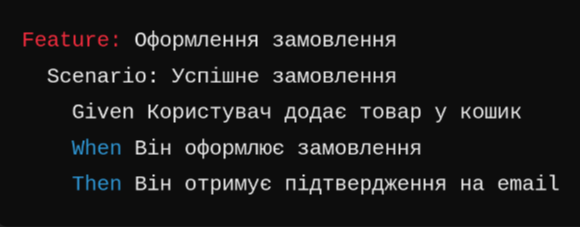 Feature: Оформлення замовлення
Scenario: Успішне замовлення
Given Користувач додає товар у кошик
When Він оформлює замовлення
Then Він отримує підтвердження на email